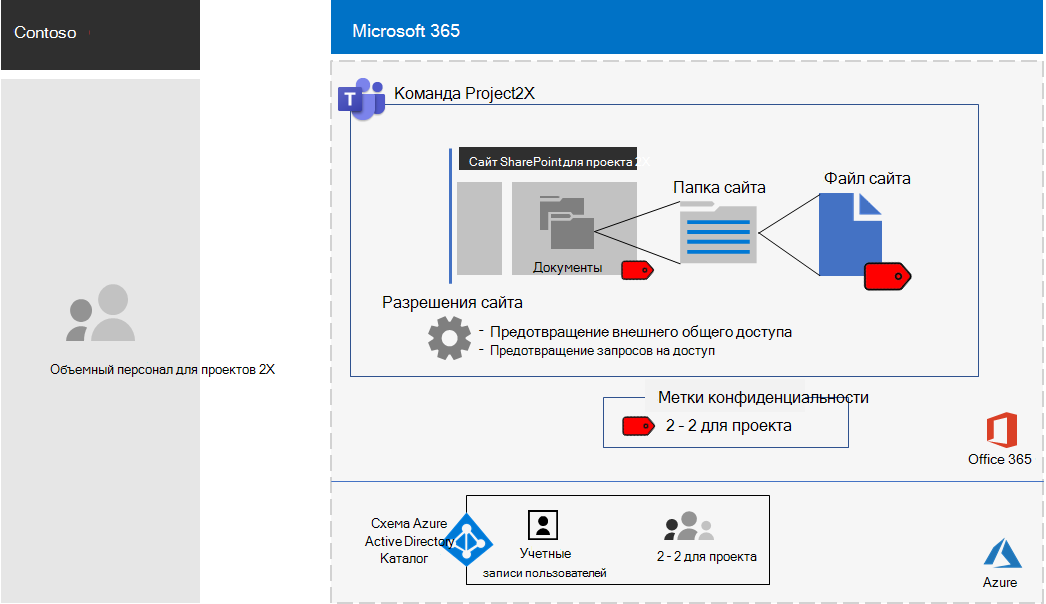 Contoso
Microsoft 365
T
Команда Project2X
Сайт SharePoint для проекта 2X
Папка сайта
Файл сайта
Документы
Разрешения сайта
- Предотвращение внешнего общего доступа
- Предотвращение запросов на доступ
Объемный персонал для проектов 2X
Метки конфиденциальности
2 - 2 для проекта
Office 365
Схема Azure
Active Directory
Каталог
Учетные
записи пользователей
2 - 2 для проекта
Azure